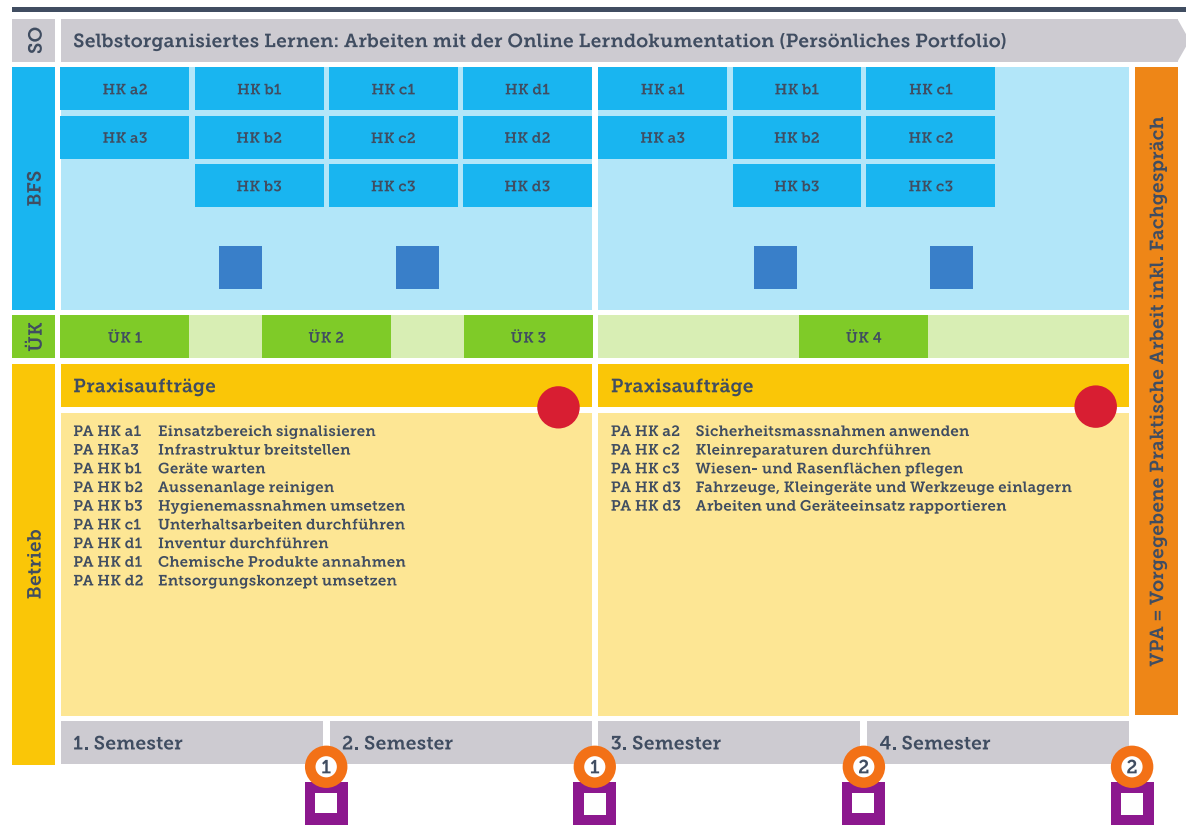 SO
Selbstorganisiertes Lernen: Arbeiten mit der Online Lerndokumentation (Persönliches Portfolio)
BFS
HK a2 HK b1 HK c1 HK d1 HK a1 HK b1 HK c1
HK a3 HK b2 HK c2 HK d2 HK a3 HK b2 HK c2
HK b3 HK c3 HK d3 HK b3 HK c3
ÜK
ÜK 1 ÜK 2 ÜK 3 ÜK 4
Betrieb
Praxisaufträge
PA HK a1 Einsatzbereich signalisieren
PA HKa3 Infrastruktur breitstellen
PA HK b1 Geräte warten
PA HK b2 Aussenanlage reinigen
PA HK b3 Hygienemassnahmen umsetzen
PA HK c1 Unterhaltsarbeiten durchführen
PA HK d1 Inventur durchführen
PA HK d1 Chemische Produkte annahmen
PA HK d2 Entsorgungskonzept umsetzen
Praxisaufträge
PA HK a2 Sicherheitsmassnahmen anwenden
PA HK c2 Kleinreparaturen durchführen
PA HK c3 Wiesen- und Rasenflächen pflegen
PA HK d3 Fahrzeuge, Kleingeräte und Werkzeuge einlagern
PA HK d3 Arbeiten und Geräteeinsatz rapportieren
VPA = Vorgegebene Praktische Arbeit inkl. Fachgespräch
1. Semester 2. Semester 3. Semester 4. Semester
1 1 2 2